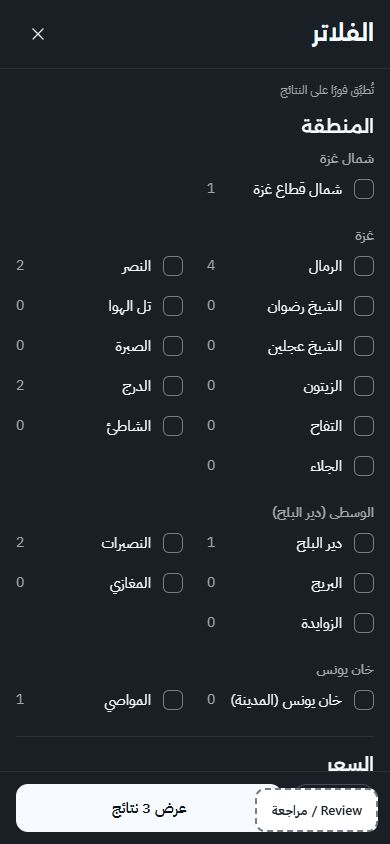 الفلاتر
تُطبَّق فورًا على النتائج
المنطقة
شمال غزة
شمال قطاع غزة 1
غزة
الرمال 4 النصر 2
الشيخ رضوان 0 تل الهوا 0
الشيخ عجلين 0 الصبرة 0
الزيتون 0 الدرج 2
التفاح 0 الشاطئ 0
الجلاء 0
الوسطى (دير البلح)
دير البلح 1 النصيرات 2
البريج 0 المغازي 0
الزوايدة 0
خان يونس
خان يونس (المدينة) 0 المواصي 1
السعر
عرض 3 نتائج
مراجعة / Review